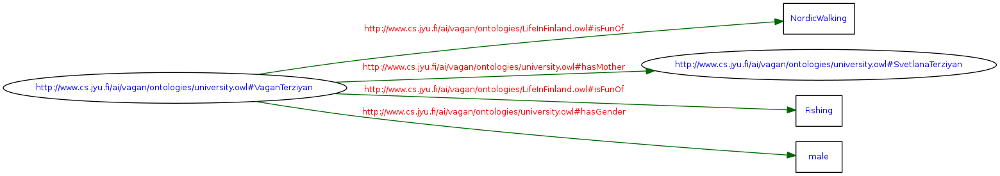 NordicWalking
http://www.cs.jyu.fi/ai/vagan/ontologies/LifeInFinland.owl#isFunOf
http://www.cs.jyu.fi/ai/vagan/ontologies/university.owl#hasMother
http://www.cs.jyu.fi/ai/vagan/ontologies/university.owl#SvetlanaTerziyan
http://www.cs.jyu.fi/ai/vagan/ontologies/university.owl#VaganTerziyan
http://www.cs.jyu.fi/ai/vagan/ontologies/LifeInFinland.owl#isFunOf
Fishing
http://www.cs.jyu.fi/ai/vagan/ontologies/university.owl#hasGender
male